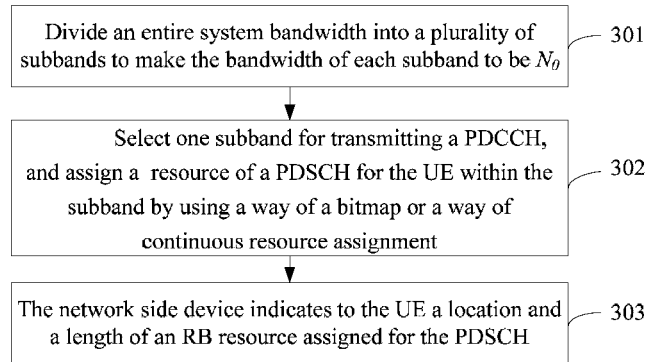 Divide an entire system bandwidth into a plurality of
subbands to make the bandwidth of each subband to be N0
301
Select one subband for transmitting a PDCCH,
and assign a resource of a PDSCH for the UE within the
subband by using a way of a bitmap or a way of
continuous resource assignment
302
The network side device indicates to the UE a location and
a length of an RB resource assigned for the PDSCH
303